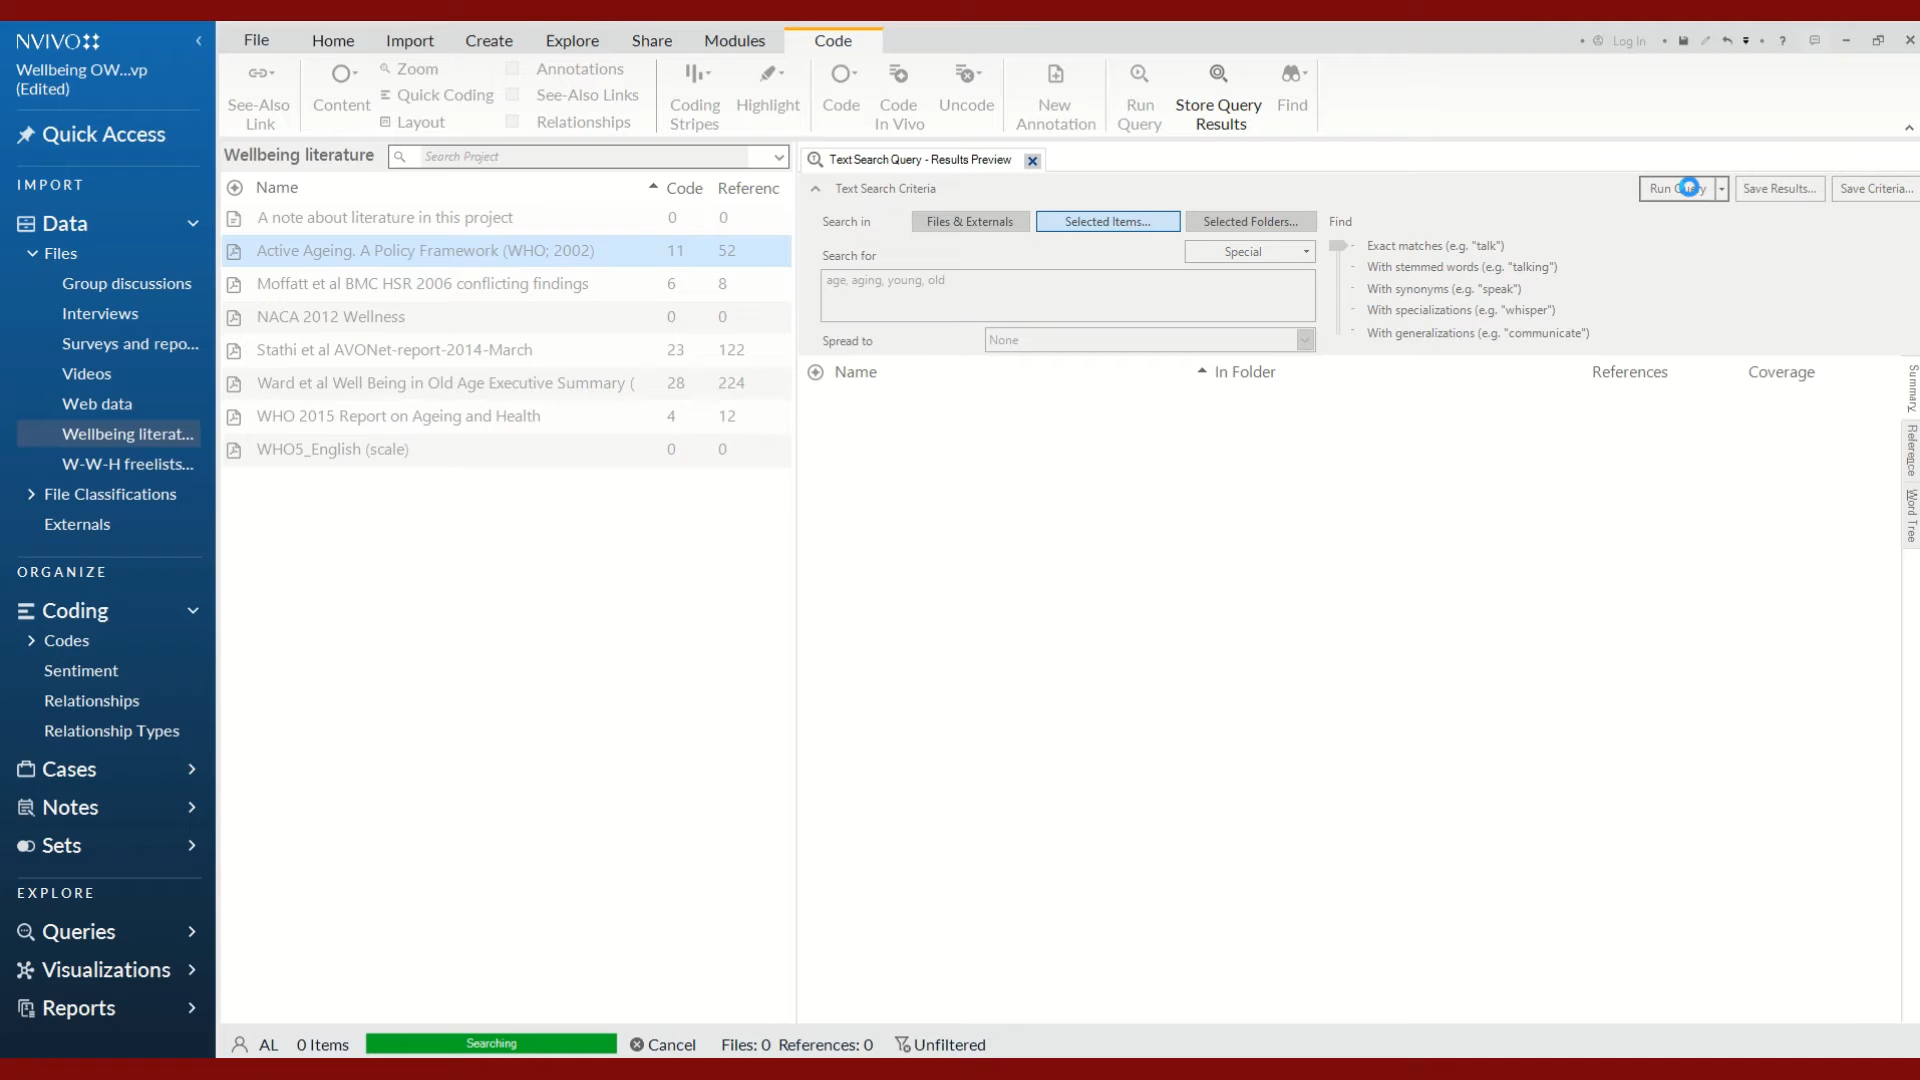 NVIVO
Wellbeing OW...vp
(Edited)
Quick Access
IMPORT
Data
Files
Group discussions
Interviews
Surveys and repo...
Videos
Web data
Wellbeing literat...
W-W-H freelists...
File Classifications
Externals
ORGANIZE
Coding
Codes
Sentiment
Relationships
Relationship Types
Cases
Notes
Sets
EXPLORE
Queries
Visualizations
Reports
File Home Import Create Explore Share Modules Code
Log In
See-Also
Link
Content
Zoom
Quick Coding
Layout
Annotations
See-Also Links
Relationships
Coding
Stripes
Highlight
Code
Code
In Vivo
Uncode
New
Annotation
Run
Query
Store Query
Results
Find
Wellbeing literature
Search Project
Name Code Referenc
A note about literature in this project 0 0
Active Ageing. A Policy Framework (WHO; 2002) 11 52
Moffatt et al BMC HSR 2006 conflicting findings 6 8
NACA 2012 Wellness 0 0
Stathi et al AVONet-report-2014-March 23 122
Ward et al Well Being in Old Age Executive Summary ( 28 224
WHO 2015 Report on Ageing and Health 4 12
WHO5_English (scale) 0 0
Text Search Query - Results Preview
Text Search Criteria
Run Query Save Results... Save Criteria...
Search in Files & Externals Selected Items... Selected Folders... Find
Search for Special
age, aging, young, old
Spread to None
Exact matches (e.g. "talk")
With stemmed words (e.g. "talking")
With synonyms (e.g. "speak")
With specializations (e.g. "whisper")
With generalizations (e.g. "communicate")
Name In Folder References Coverage
Summary
Reference
Word Tree
AL 0 Items Searching Cancel Files: 0 References: 0 Unfiltered